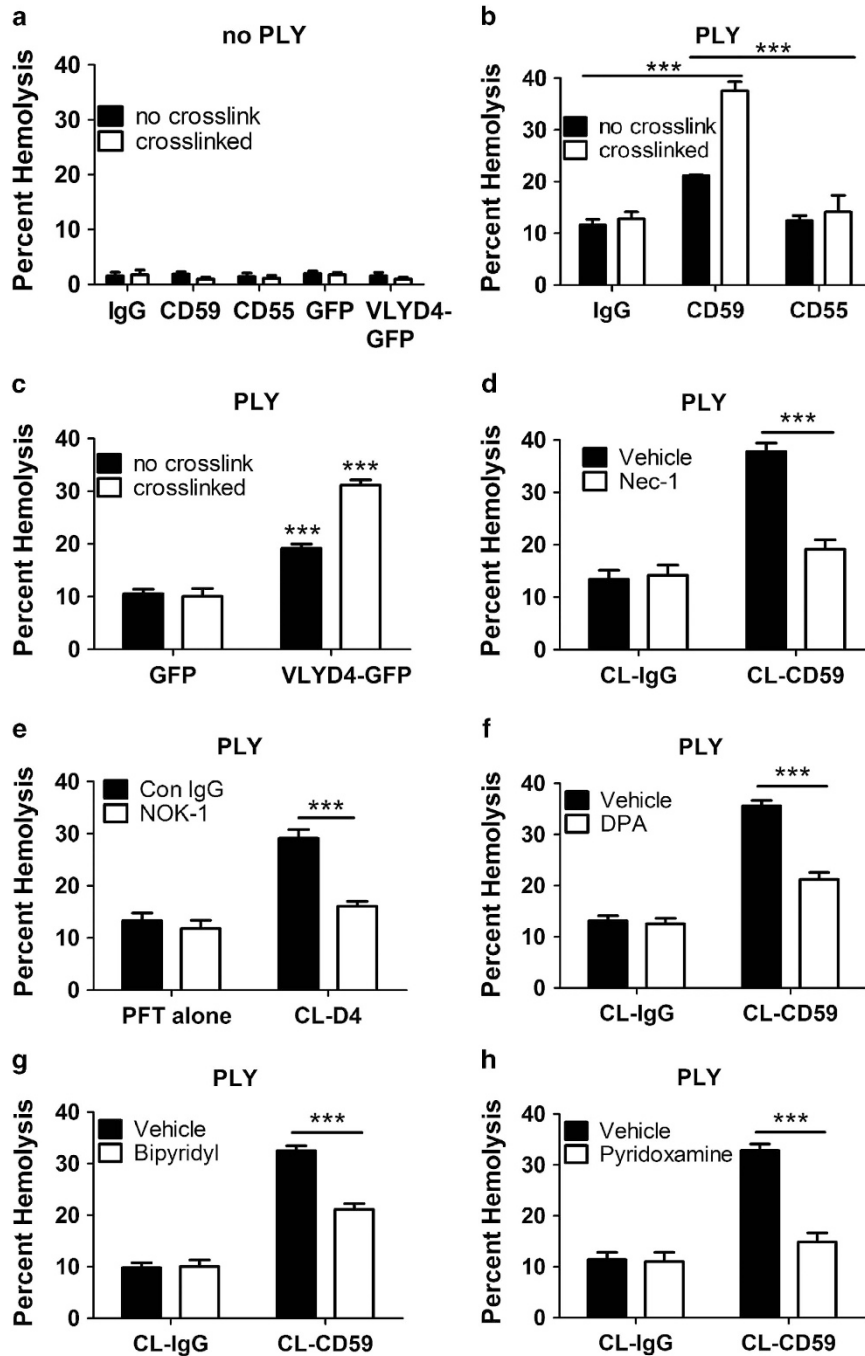 a
no PLY
Percent Hemolysis
40
30
20
10
0
no crosslink
crosslinked
IgG CD59 CD55 GFP VLYD4-
GFP
b
PLY
Percent Hemolysis
40
30
20
10
0
*** ***
no crosslink
crosslinked
IgG CD59 CD55
c
PLY
Percent Hemolysis
40
30
20
10
0
no crosslink
crosslinked
*** ***
GFP VLYD4-GFP
d
PLY
Percent Hemolysis
40
30
20
10
0
Vehicle
Nec-1
***
CL-IgG CL-CD59
e
PLY
Percent Hemolysis
40
30
20
10
0
Con IgG
NOK-1
***
PFT alone CL-D4
f
PLY
Percent Hemolysis
40
30
20
10
0
Vehicle
DPA
***
CL-IgG CL-CD59
g
PLY
Percent Hemolysis
40
30
20
10
0
Vehicle
Bipyridyl
***
CL-IgG CL-CD59
h
PLY
Percent Hemolysis
40
30
20
10
0
Vehicle
Pyridoxamine
***
CL-IgG CL-CD59